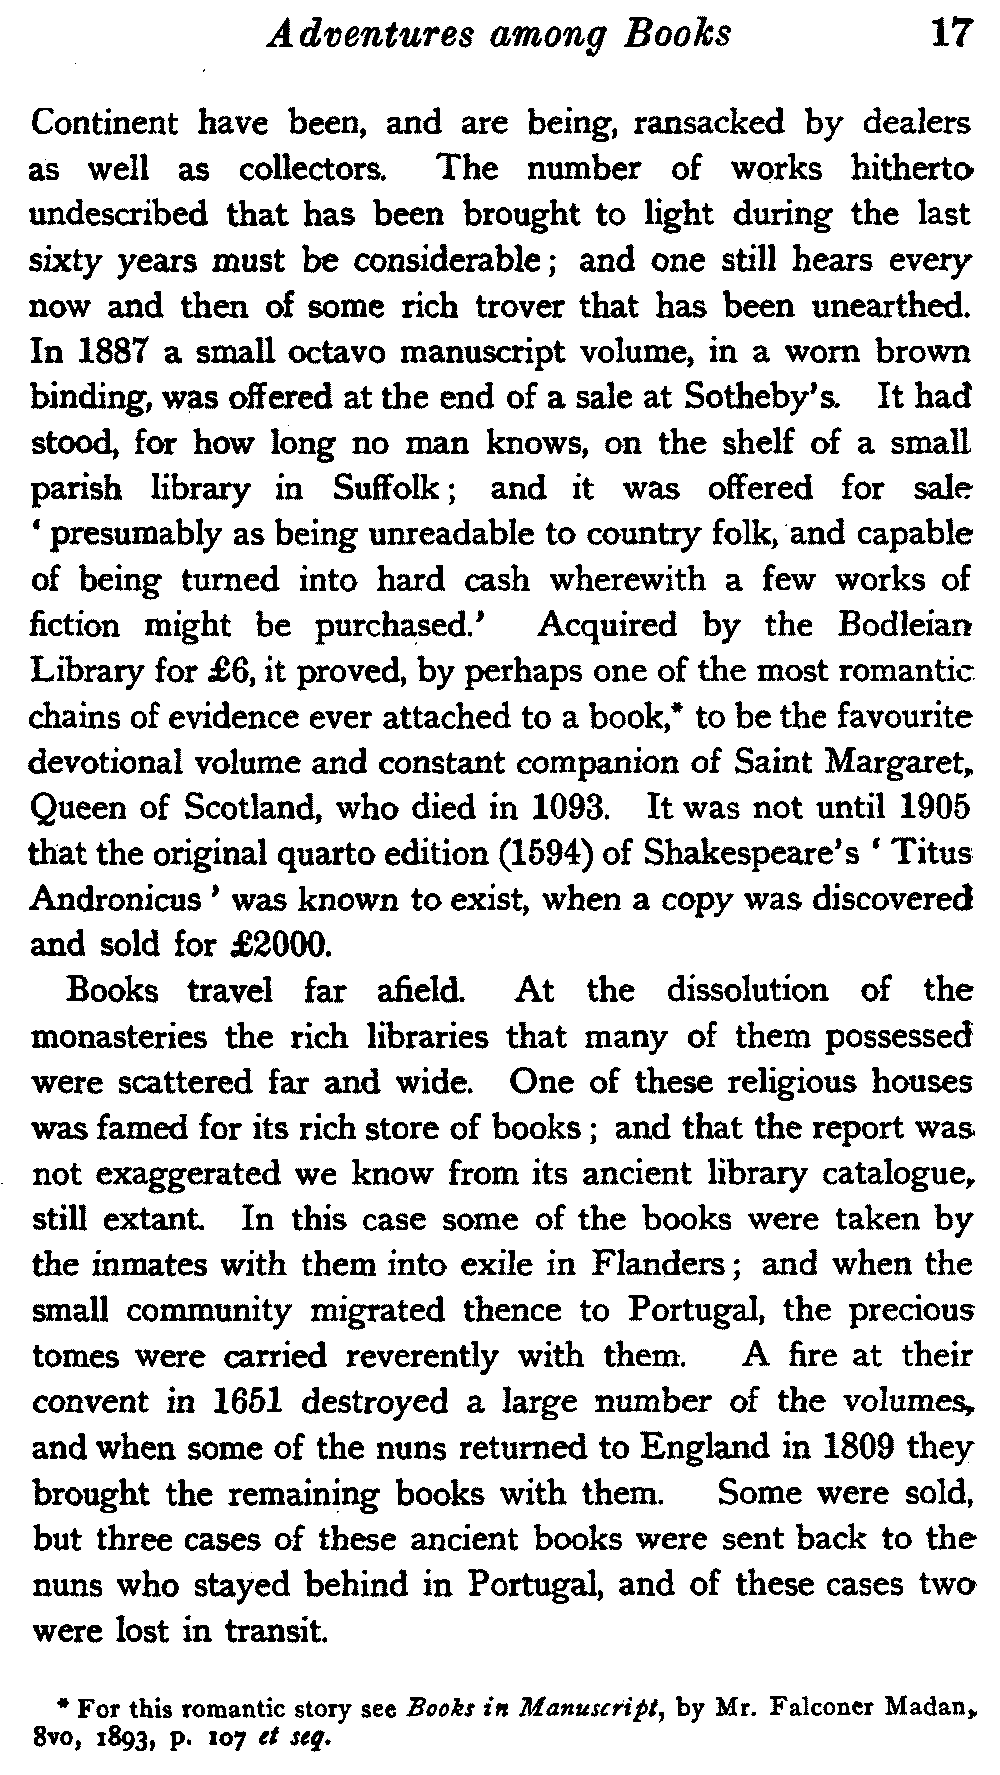 Adventures among Books 17
Continent have been, and are being, ransacked by dealers
as well as collectors. The number of works hitherto
undescribed that has been brought to light during the last
sixty years must be considerable; and one still hears every
now and then of some rich trover that has been unearthed.
In 1887 a small octavo manuscript volume, in a worn brown
binding, was offered at the end of a sale at Sotheby's. It had
stood, for how long no man knows, on the shelf of a small
parish library in Suffolk; and it was offered for sale
‘presumably as being unreadable to country folk, and capable
of being turned into hard cash wherewith a few works of
fiction might be purchased.’ Acquired by the Bodleian
Library for £6, it proved, by perhaps one of the most romantic
chains of evidence ever attached to a book,* to be the favourite
devotional volume and constant companion of Saint Margaret,
Queen of Scotland, who died in 1093. It was not until 1905
that the original quarto edition (1594) of Shakespeare's ‘Titus
Andronicus’ was known to exist, when a copy was discovered
and sold for £2000.
Books travel far afield. At the dissolution of the
monasteries the rich libraries that many of them possessed
were scattered far and wide. One of these religious houses
was famed for its rich store of books; and that the report was
not exaggerated we know from its ancient library catalogue,
still extant. In this case some of the books were taken by
the inmates with them into exile in Flanders; and when the
small community migrated thence to Portugal, the precious
tomes were carried reverently with them. A fire at their
convent in 1651 destroyed a large number of the volumes,
and when some of the nuns returned to England in 1809 they
brought the remaining books with them. Some were sold,
but three cases of these ancient books were sent back to the
nuns who stayed behind in Portugal, and of these cases two
were lost in transit.
* For this romantic story see Books in Manuscript, by Mr. Falconer Madan,
8vo, 1893, p. 107 et seq.